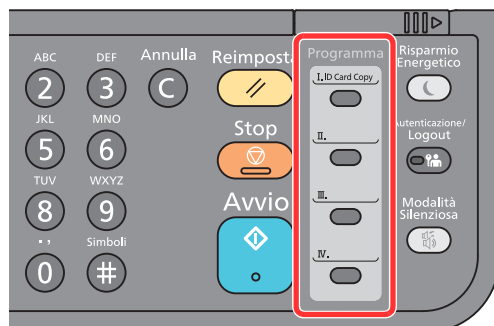 ABC
DEF
Annulla
2
3
C
JKL
MNO
5
6
TUV
WXYZ
8
9
.,
Simboli
0
#
Reimposta
Stop
Avvio
Programma
I. ID Card Copy
II.
III.
IV.
Risparmio
Energetico
Autenticazione/
Logout
Modalità
Silenziosa